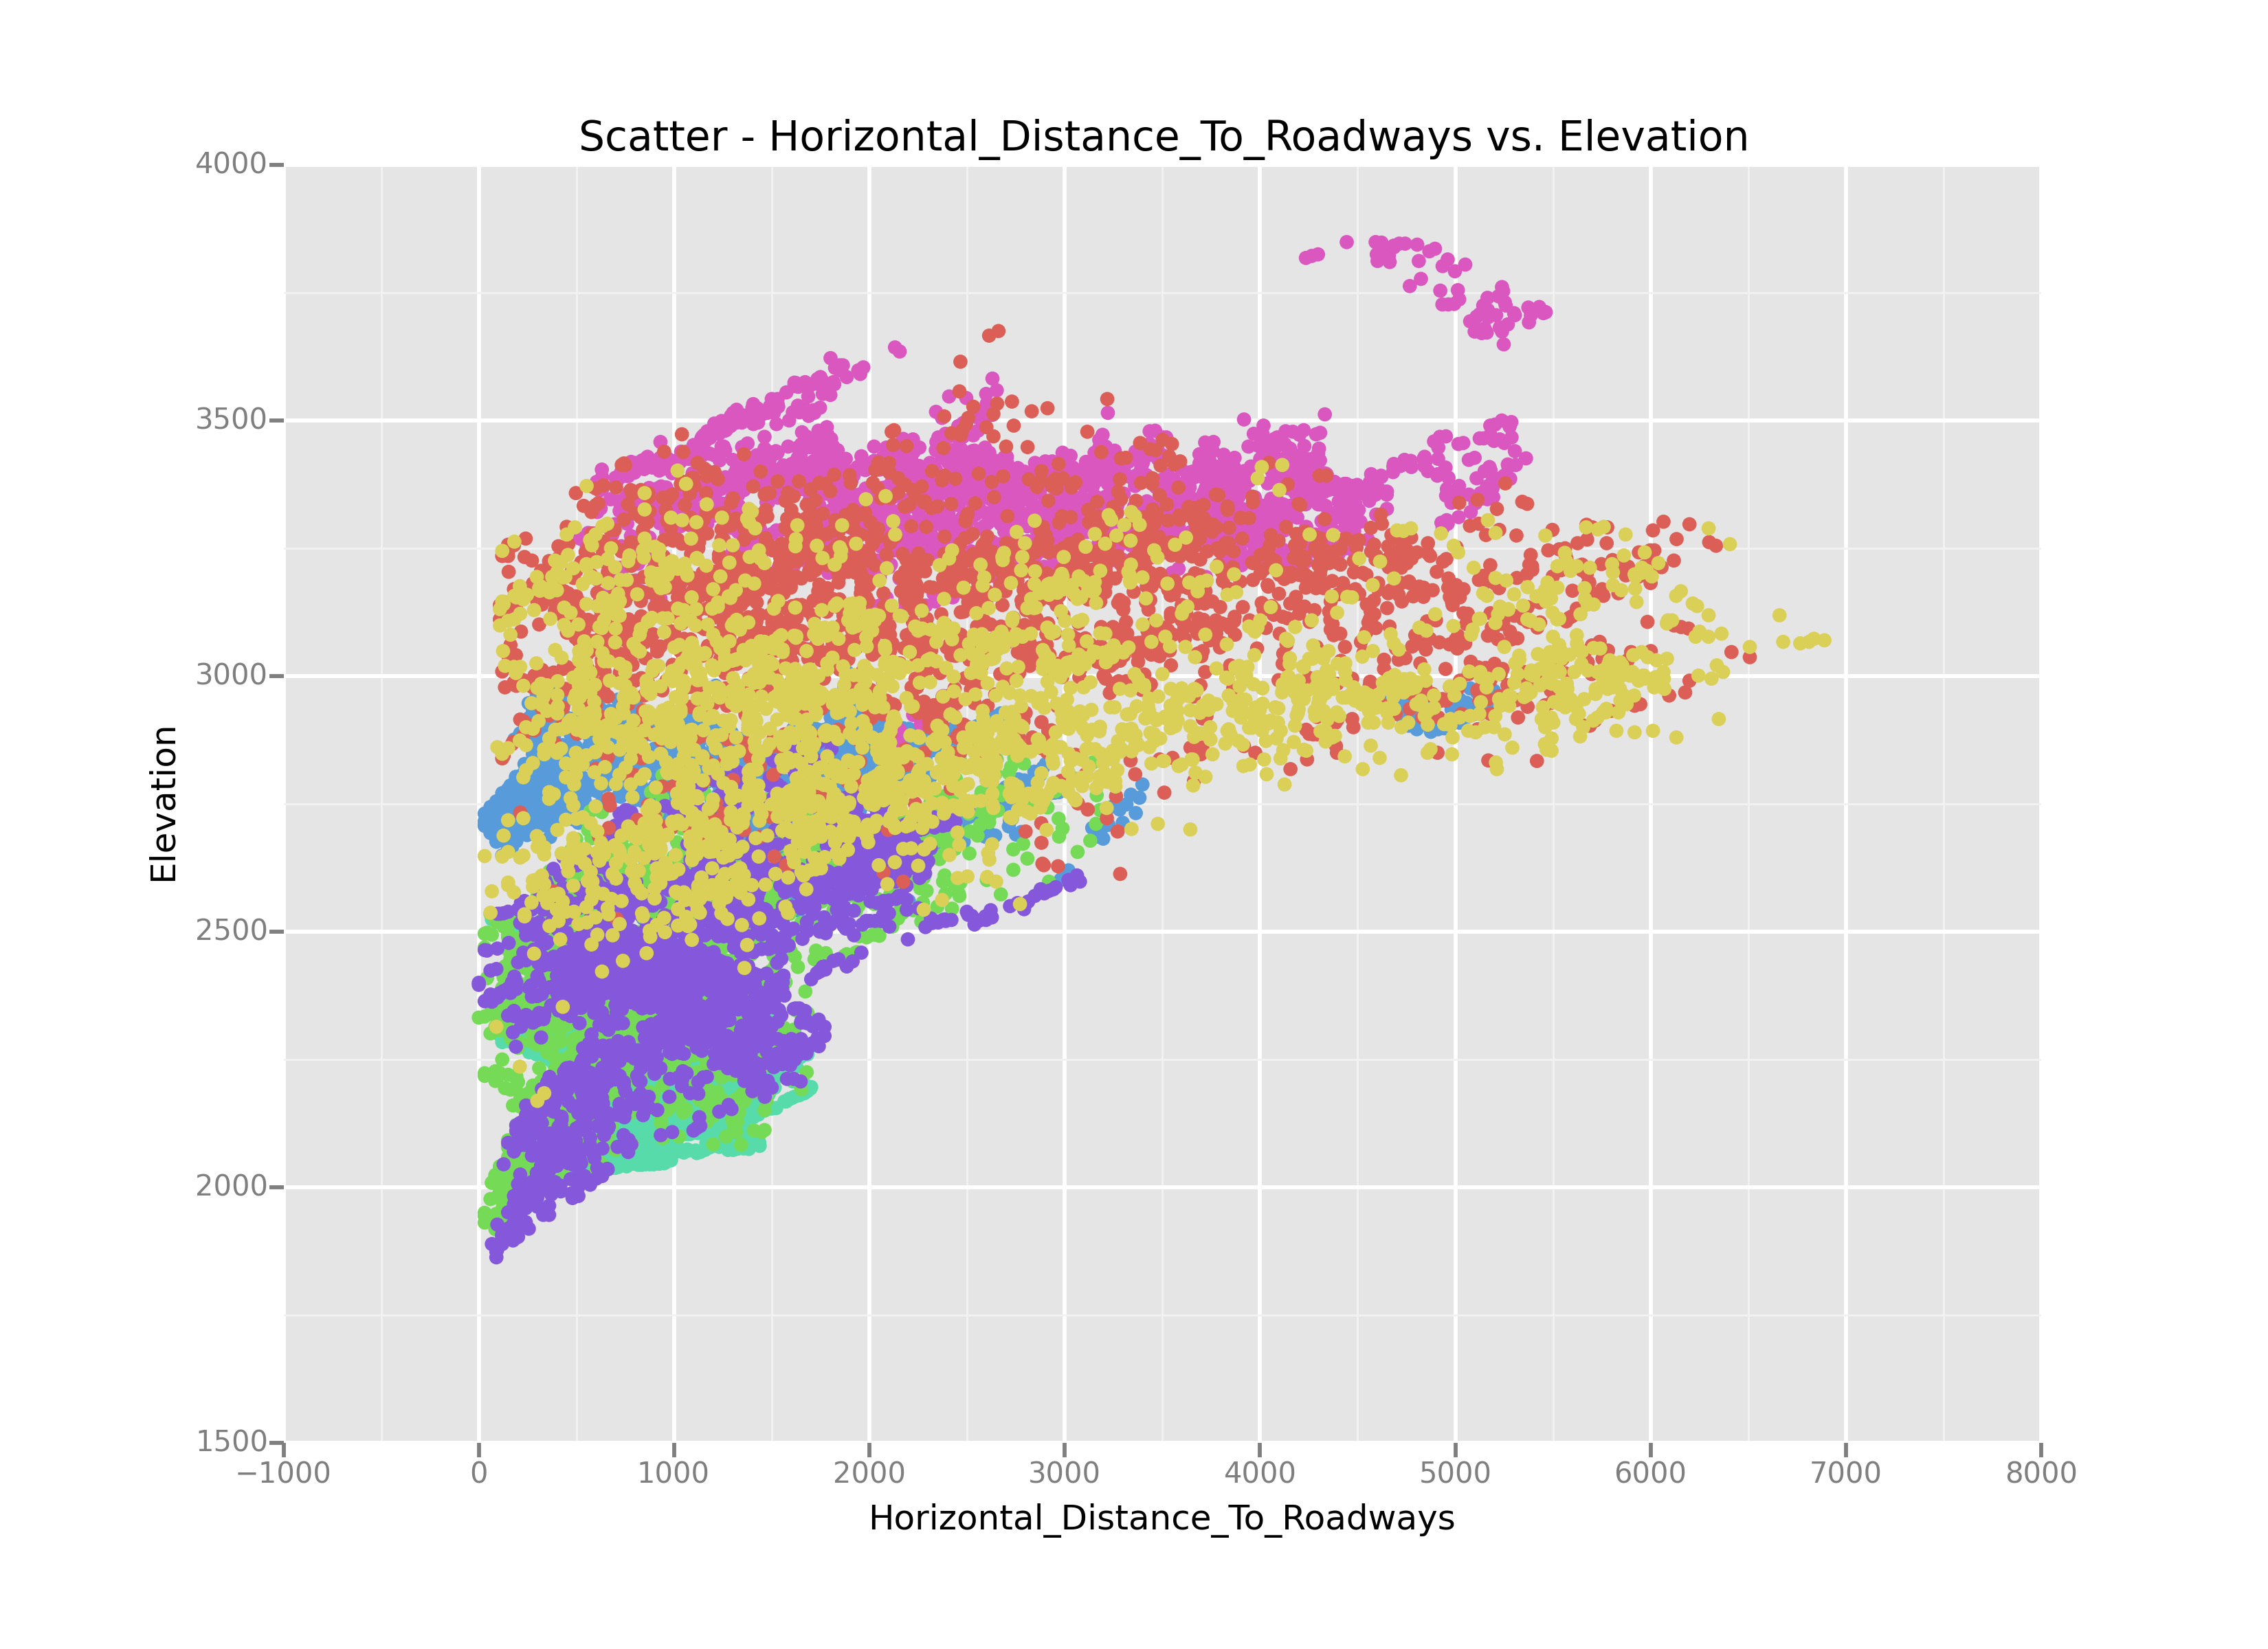 Scatter - Horizontal_Distance_To_Roadways vs. Elevation
4000
3500
3000
2500
2000
1500
Elevation
−1000 0 1000 2000 3000 4000 5000 6000 7000 8000
Horizontal_Distance_To_Roadways